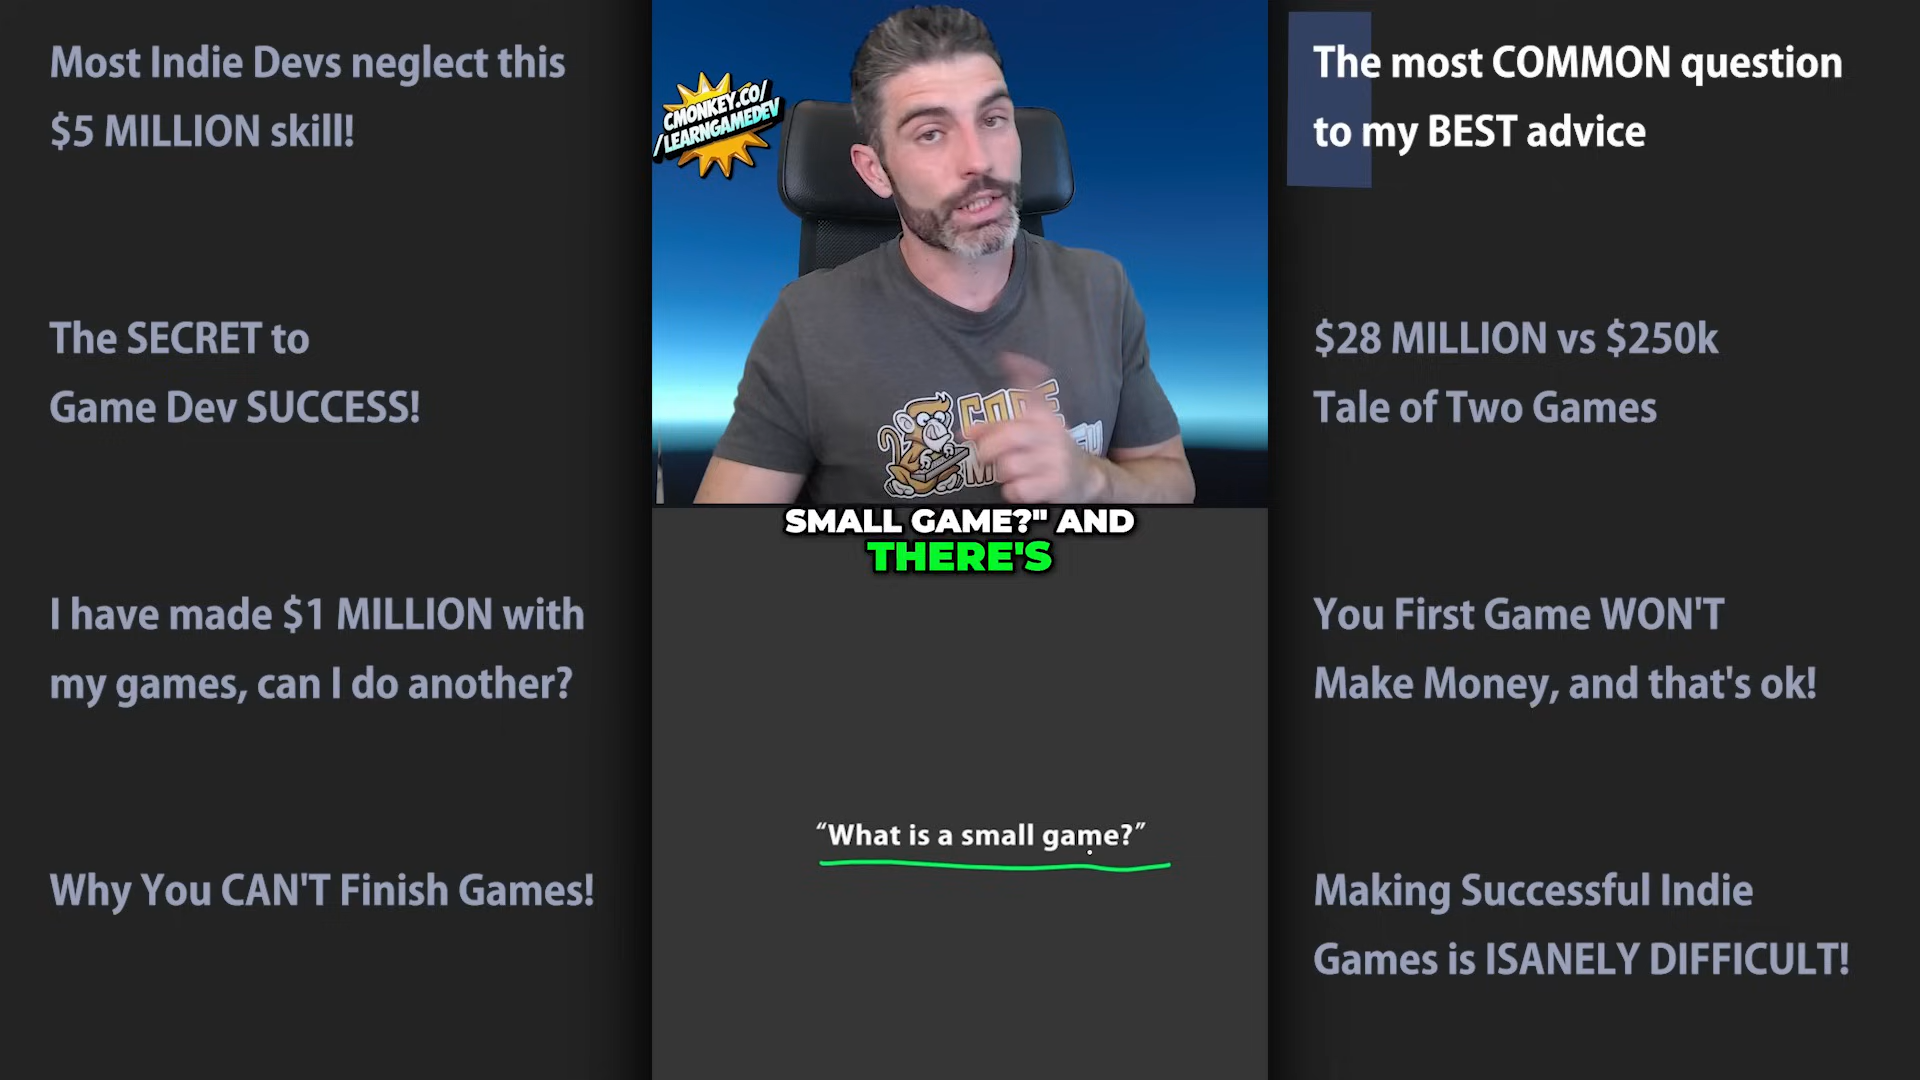 Most Indie Devs neglect this
$5 MILLION skill!
The SECRET to
Game Dev SUCCESS!
I have made $1 MILLION with
my games, can I do another?
Why You CAN'T Finish Games!
CMONKEY.CO/
/LEARNGAMEDEV
CODE
SMALL GAME?" AND
THERE'S
“What is a small game?”
The most COMMON question
to my BEST advice
$28 MILLION vs $250k
Tale of Two Games
You First Game WON'T
Make Money, and that's ok!
Making Successful Indie
Games is ISANELY DIFFICULT!